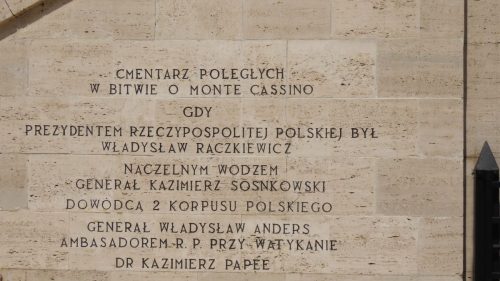 CMENTARZ POLEGŁYCH
W BITWIE O MONTE CASSINO
GDY
PREZYDENTEM RZECZYPOSPOLITEJ POLSKIEJ BYŁ
WŁADYSŁAW RACZKIEWICZ
NACZELNYM WODZEM
GENERAŁ KAZIMIERZ SOSNKOWSKI
DOWÓDCĄ 2 KORPUSU POLSKIEGO
GENERAŁ WŁADYSŁAW ANDERS
AMBASADOREM R. P. PRZY WATYKANIE
DR KAZIMIERZ PAPÉE